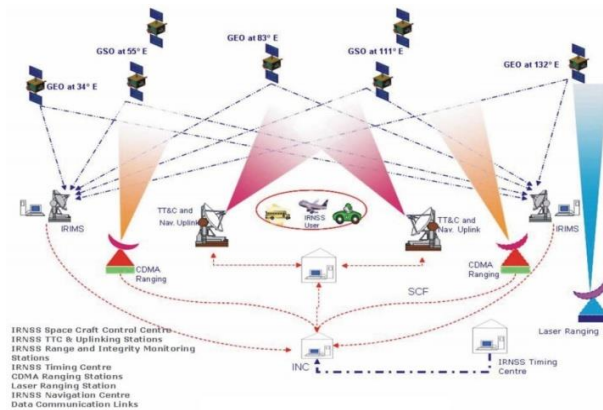 GSO at 55° E
GEO at 83° E
GSO at 111° E
GEO at 34° E
GEO at 132° E
IRIMS
TT&C and
Nav. Uplink
IRNSS
User
TT&C and
Nav. Uplink
IRIMS
CDMA
Ranging
CDMA
Ranging
SCF
Laser Ranging
INC
IRNSS Timing
Centre
IRNSS Space Craft Control Centre
IRNSS TTC & Uplinking Stations
IRNSS Range and Integrity Monitoring
Stations
IRNSS Timing Centre
CDMA Ranging Stations
Laser Ranging Station
IRNSS Navigation Centre
Data Communication Links